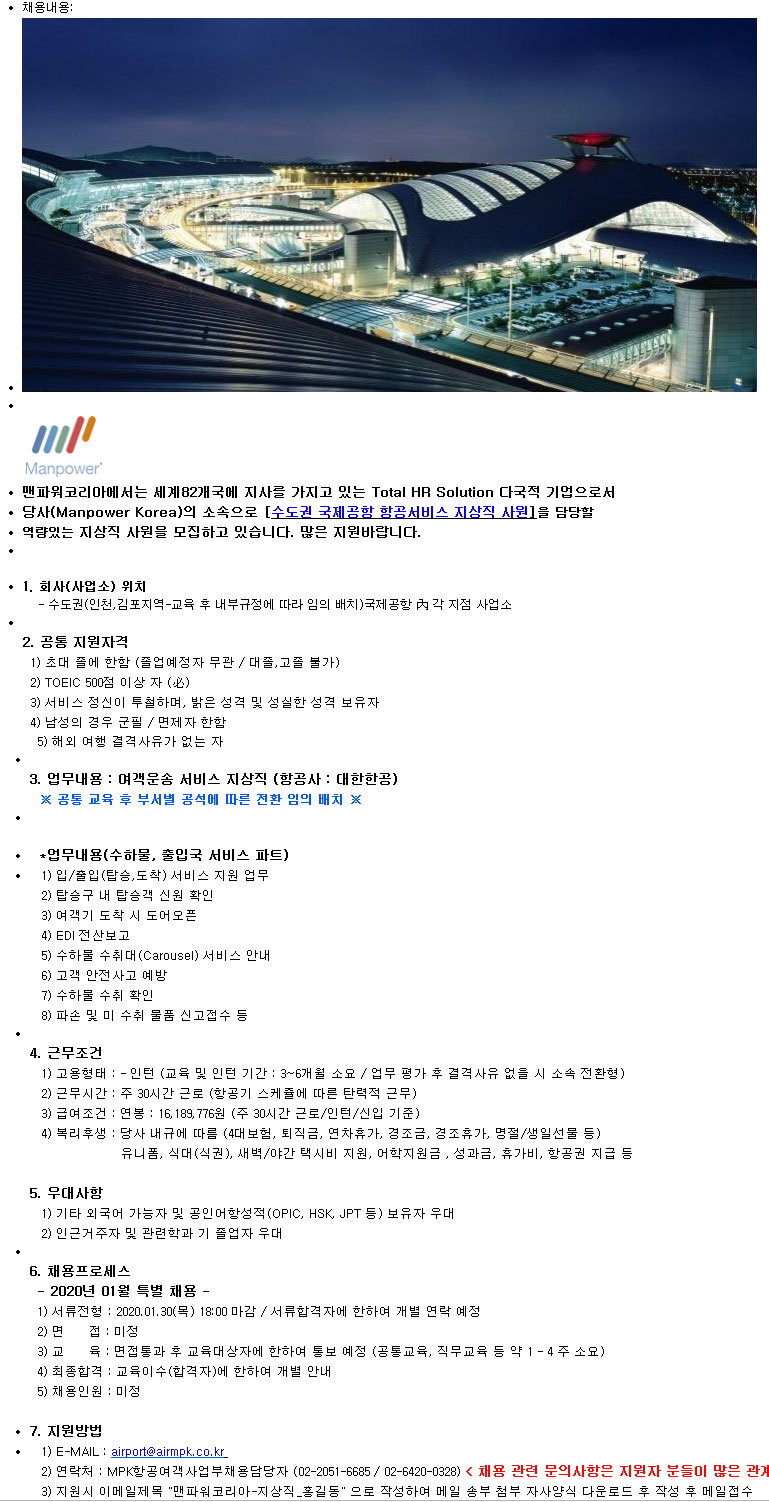 채용내용:
Manpower
맨파워코리아에서는 세계82개국에 지사를 가지고 있는 Total HR Solution 다국적 기업으로서
당사(Manpower Korea)의 소속으로 [수도권 국제공항 항공서비스 지상직 사원]을 담당할
역량있는 지상직 사원을 모집하고 있습니다. 많은 지원바랍니다.
1. 회사(사업소) 위치
- 수도권(인천,김포지역-교육 후 내부규정에 따라 임의 배치)국제공항 內 각 지점 사업소
2. 공통 지원자격
1) 초대 졸에 한함 (졸업예정자 무관 / 대졸,고졸 불가)
2) TOEIC 500점 이상 자 (必)
3) 서비스 정신이 투철하며, 밝은 성격 및 성실한 성격 보유자
4) 남성의 경우 군필 / 면제자 한함
5) 해외 여행 결격사유가 없는 자
3. 업무내용 : 여객운송 서비스 지상직 (항공사 : 대한한공)
※ 공통 교육 후 부서별 공석에 따른 전환 임의 배치 ※
*업무내용(수하물, 출입국 서비스 파트)
1) 입/출입(탑승,도착) 서비스 지원 업무
2) 탑승구 내 탑승객 신원 확인
3) 여객기 도착 시 도어오픈
4) EDI 전산보고
5) 수하물 수취대(Carousel) 서비스 안내
6) 고객 안전사고 예방
7) 수하물 수취 확인
8) 파손 및 미 수취 물품 신고접수 등
4. 근무조건
1) 고용형태 : - 인턴 (교육 및 인턴 기간 : 3~6개월 소요 / 업무 평가 후 결격사유 없을 시 소속 전환형)
2) 근무시간 : 주 30시간 근로 (항공기 스케쥴에 따른 탄력적 근무)
3) 급여조건 : 연봉 : 16,189,776원 (주 30시간 근로/인턴/신입 기준)
4) 복리후생 : 당사 내규에 따름 (4대보험, 퇴직금, 연차휴가, 경조금, 경조휴가, 명절/생일선물 등)
유니폼, 식대(식권), 새벽/야간 택시비 지원, 어학지원금 , 성과금, 휴가비, 항공권 지급 등
5. 우대사항
1) 기타 외국어 가능자 및 공인어항성적(OPIC, HSK, JPT 등) 보유자 우대
2) 인근거주자 및 관련학과 기 졸업자 우대
6. 채용프로세스
- 2020년 01월 특별 채용 -
1) 서류전형 : 2020.01.30(목) 18:00 마감 / 서류합격자에 한하여 개별 연락 예정
2) 면 접 : 미정
3) 교 육 : 면접통과 후 교육대상자에 한하여 통보 예정 (공통교육, 직무교육 등 약 1 - 4 주 소요)
4) 최종합격 : 교육이수(합격자)에 한하여 개별 안내
5) 채용인원 : 미정
7. 지원방법
1) E-MAIL : airport@airmpk.co.kr
2) 연락처 : MPK항공여객사업부채용담당자 (02-2051-6685 / 02-6420-0328) < 채용 관련 문의사항은 지원자 분들이 많은 관계
3) 지원시 이메일제목 "맨파워코리아-지상직_홍길동" 으로 작성하여 메일 송부 첨부 자사양식 다운로드 후 작성 후 메일접수